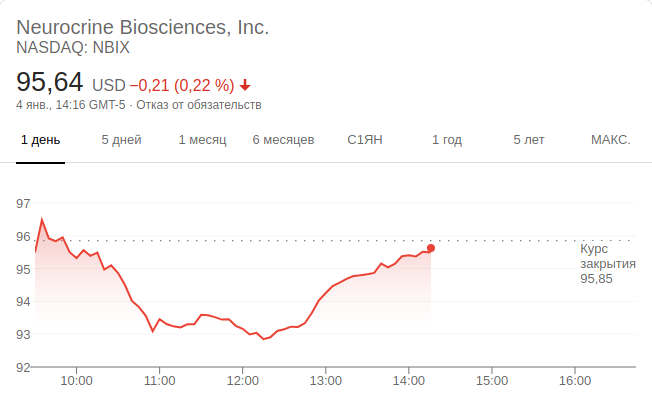 Neurocrine Biosciences, Inc.
NASDAQ: NBIX
95,64 USD −0,21 (0,22 %)
4 янв., 14:16 GMT-5 · Отказ от обязательств
1 день 5 дней 1 месяц 6 месяцев С1ЯН 1 год 5 лет МАКС.
97
96
Курс
закрытия
95,85
95
94
93
92
10:00 11:00 12:00 13:00 14:00 15:00 16:00